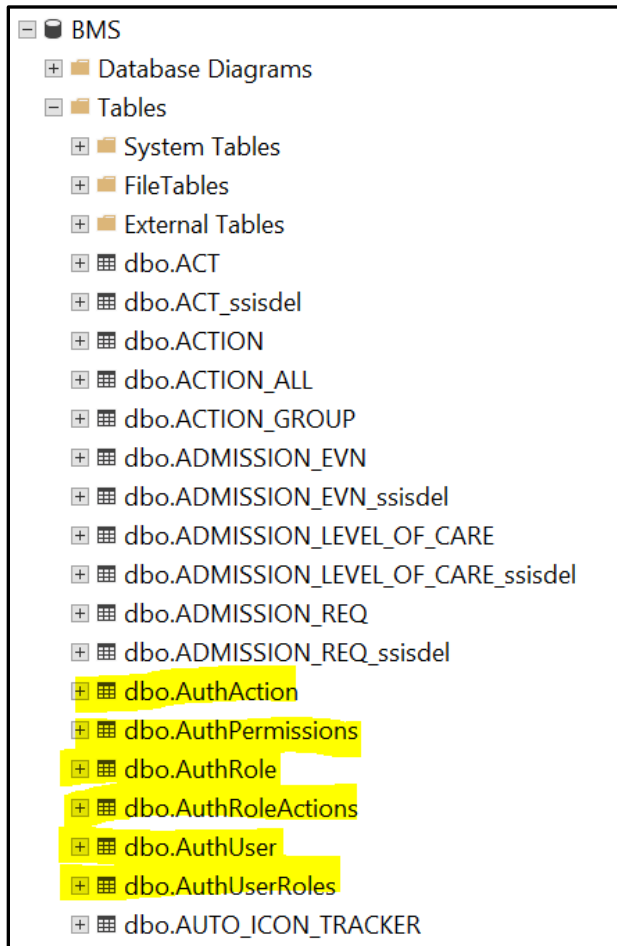 BMS
Database Diagrams
Tables
System Tables
FileTables
External Tables
dbo.ACT
dbo.ACT_ssisdel
dbo.ACTION
dbo.ACTION_ALL
dbo.ACTION_GROUP
dbo.ADMISSION_EVN
dbo.ADMISSION_EVN_ssisdel
dbo.ADMISSION_LEVEL_OF_CARE
dbo.ADMISSION_LEVEL_OF_CARE_ssisdel
dbo.ADMISSION_REQ
dbo.ADMISSION_REQ_ssisdel
dbo.AuthAction
dbo.AuthPermissions
dbo.AuthRole
dbo.AuthRoleActions
dbo.AuthUser
dbo.AuthUserRoles
dbo.AUTO_ICON_TRACKER